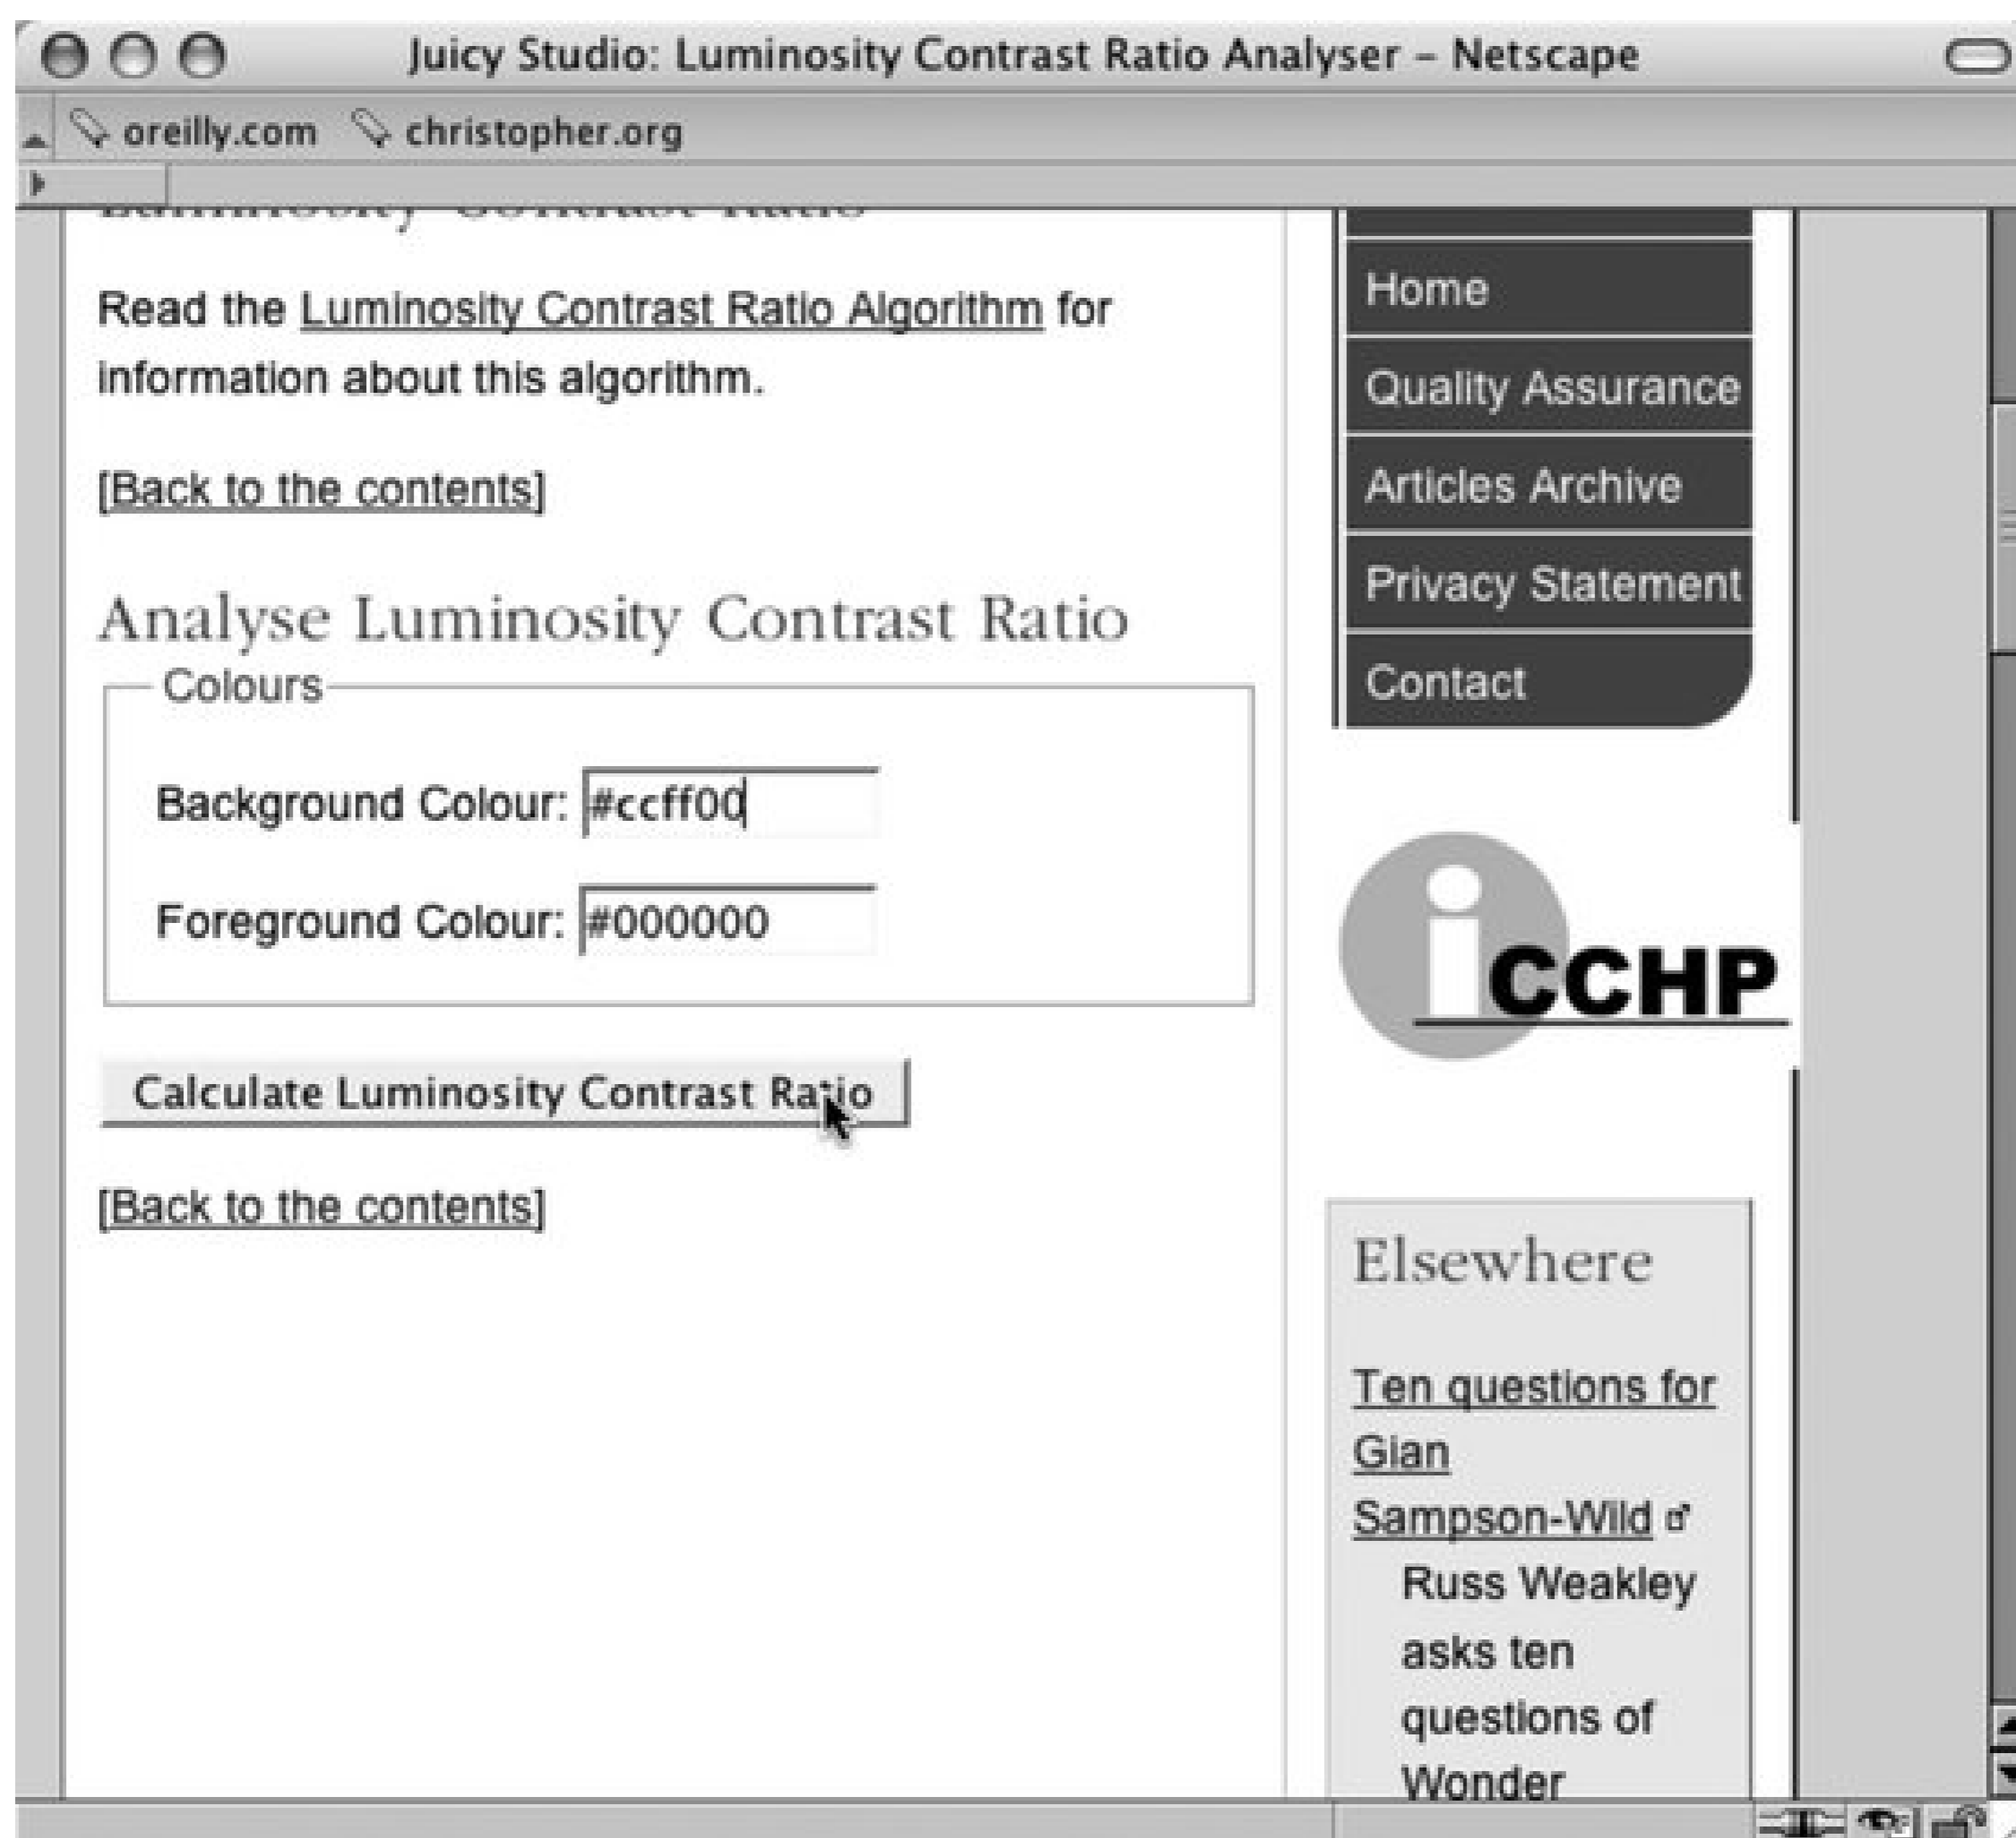 Juicy Studio: Luminosity Contrast Ratio Analyser – Netscape
oreilly.com christopher.org
Luminosity Contrast Ratio
Read the Luminosity Contrast Ratio Algorithm for
information about this algorithm.
[Back to the contents]
Analyse Luminosity Contrast Ratio
Colours
Background Colour: #ccff00
Foreground Colour: #000000
Calculate Luminosity Contrast Ratio
[Back to the contents]
Home
Quality Assurance
Articles Archive
Privacy Statement
Contact
iCCHP
Elsewhere
Ten questions for
Gian
Sampson-Wild
Russ Weakley
asks ten
questions of
Wonder